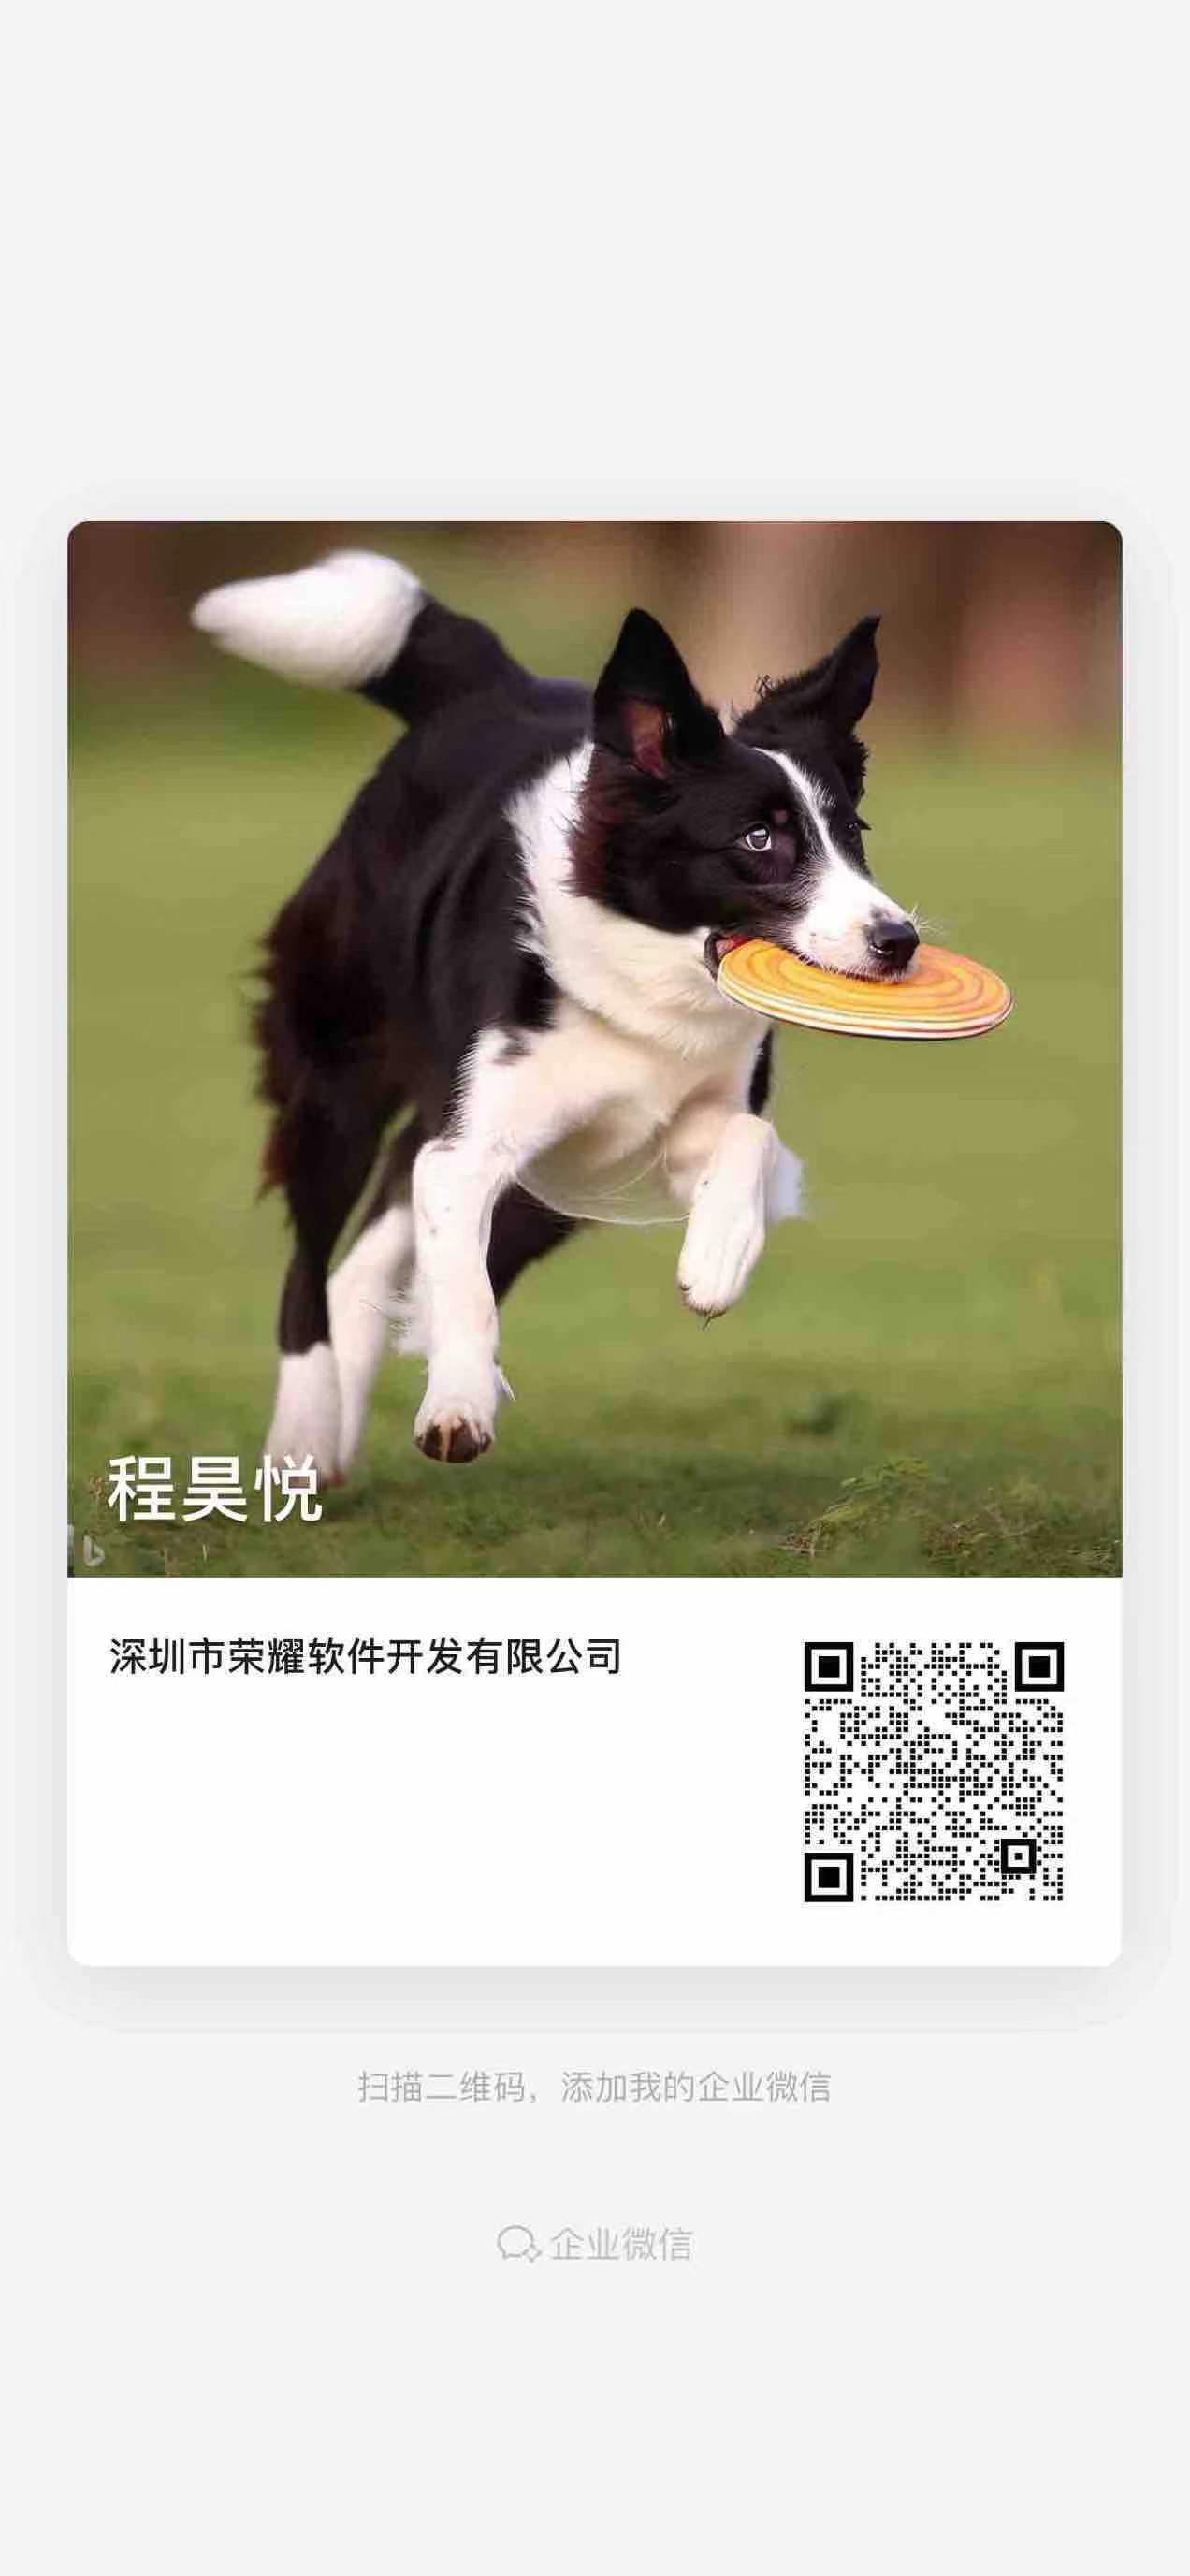 程昊悦
深圳市荣耀软件开发有限公司
扫描二维码，添加我的企业微信
企业微信